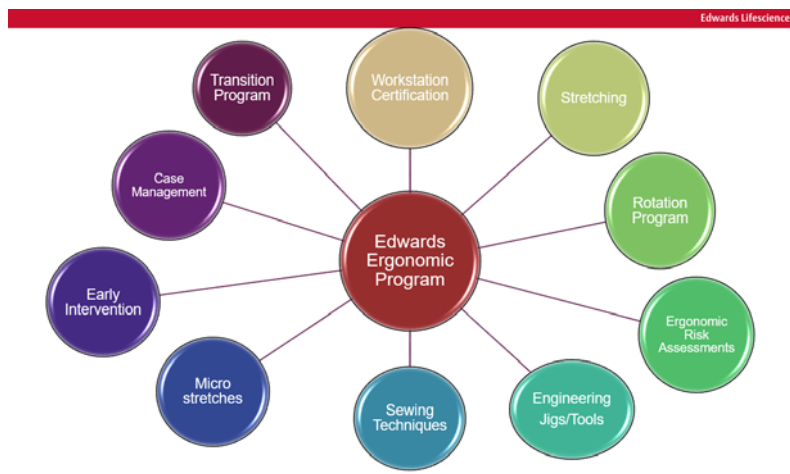 Edwards Lifescience
Transition
Program
Workstation
Certification
Stretching
Case
Management
Rotation
Program
Edwards
Ergonomic
Program
Early
Intervention
Ergonomic
Risk
Assessments
Micro
stretches
Sewing
Techniques
Engineering
Jigs/Tools